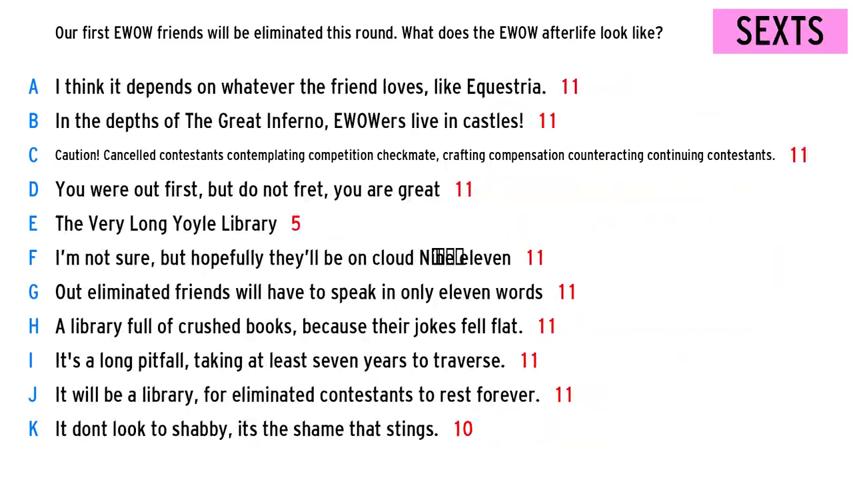 Our first EWOW friends will be eliminated this round. What does the EWOW afterlife look like?
SEXTS
A I think it depends on whatever the friend loves, like Equestria. 11
B In the depths of The Great Inferno, EWOWers live in castles! 11
C Caution! Cancelled contestants contemplating competition checkmate, crafting compensation counteracting continuing contestants. 11
D You were out first, but do not fret, you are great 11
E The Very Long Yoyle Library 5
F I'm not sure, but hopefully they'll be on cloud eleven 11
G Out eliminated friends will have to speak in only eleven words 11
H A library full of crushed books, because their jokes fell flat. 11
I It's a long pitfall, taking at least seven years to traverse. 11
J It will be a library, for eliminated contestants to rest forever. 11
K It dont look to shabby, its the shame that stings. 10